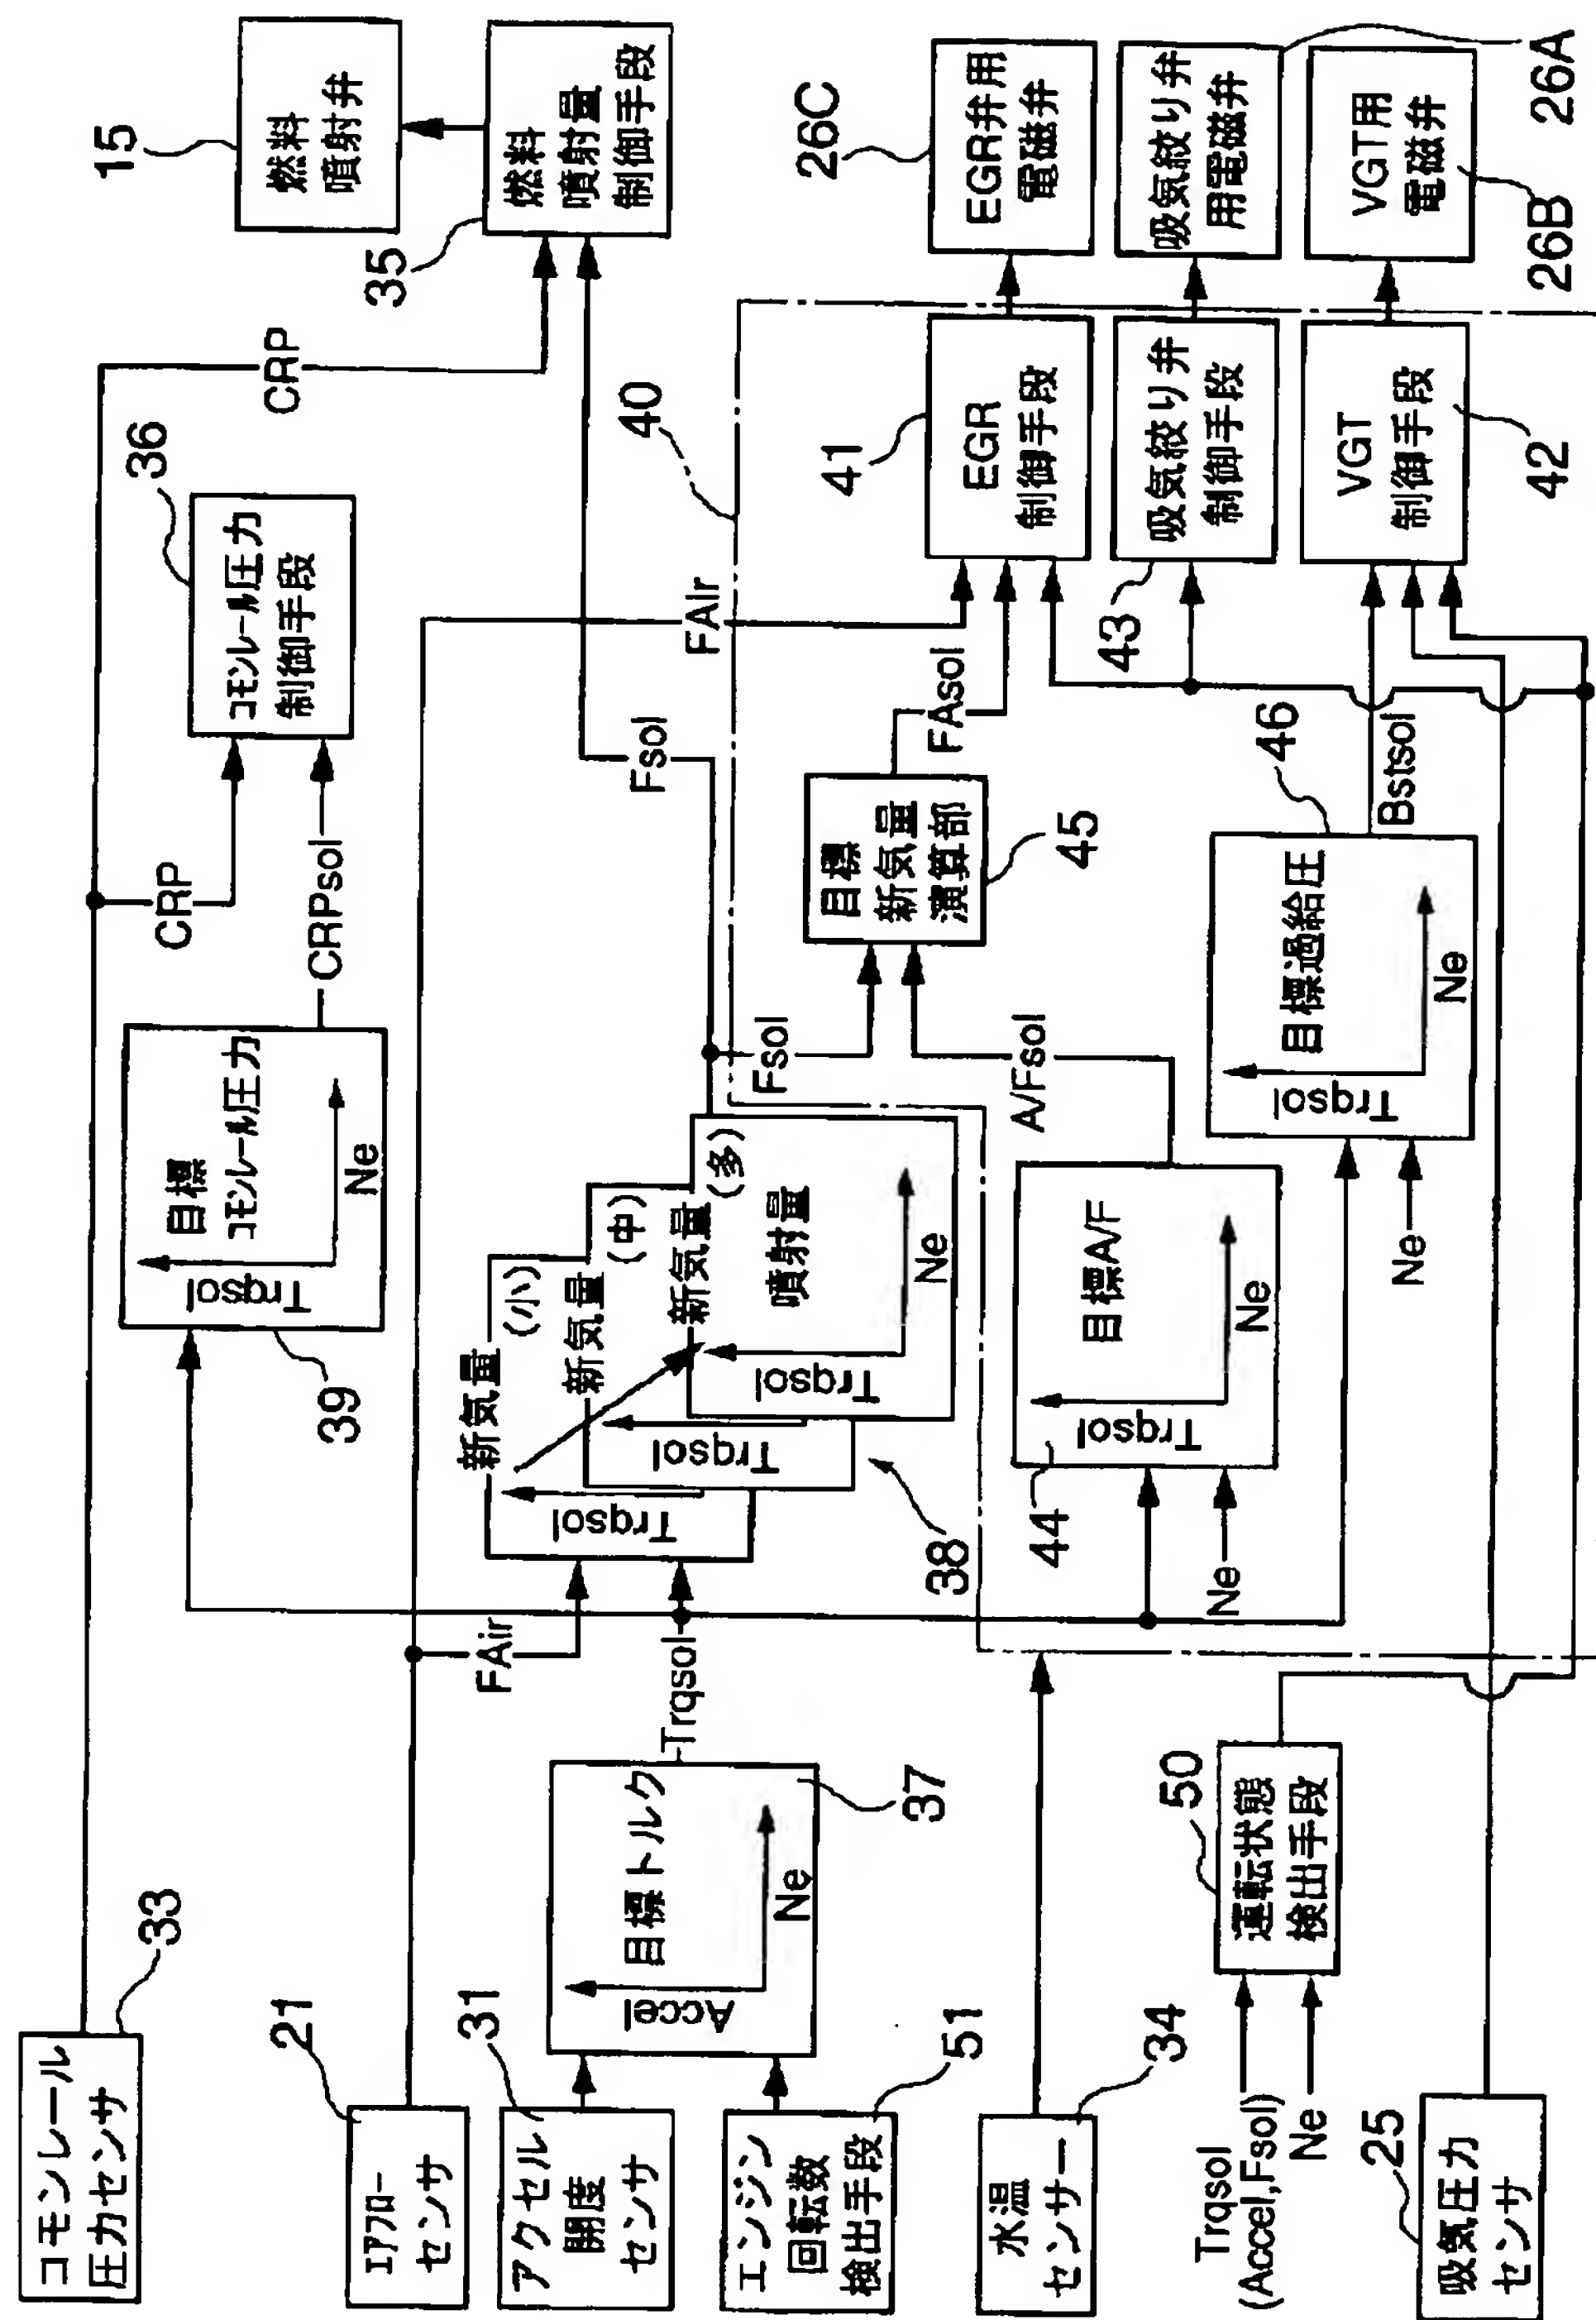 コモンレール
圧力センサ
33
21
エアフロー
センサ
31
アクセル
開度
センサ
エンジン
回転数
検出手段
51
水温
センサー
34
Trqsol
(Accel,Fsol)
Ne
25
吸気圧力
センサ
目標トルク
Accel
Ne
37
50
運転状態
検出手段
FAir
Trqsol
目標
コモンレール圧力
Trqsol
Ne
39
新気量
(小)
Trqsol
新気量
(中)
Trqsol
新気量
(多)
噴射量
Trqsol
Ne
38
目標A/F
Trqsol
Ne
44
Ne
目標過給圧
Trqsol
Ne
46
Ne
CRP
CRPsol
36
コモンレール圧力
制御手段
Fsol
A/Fsol
目標
新気量
演算部
45
Fsol
FAsol
FAir
Bstsol
40
CRP
15
燃料
噴射弁
35
燃料
噴射量
制御手段
41
EGR
制御手段
43
吸気絞り弁
制御手段
VGT
制御手段
42
26C
EGR弁用
電磁弁
吸気絞り弁
用電磁弁
26A
VGT用
電磁弁
26B